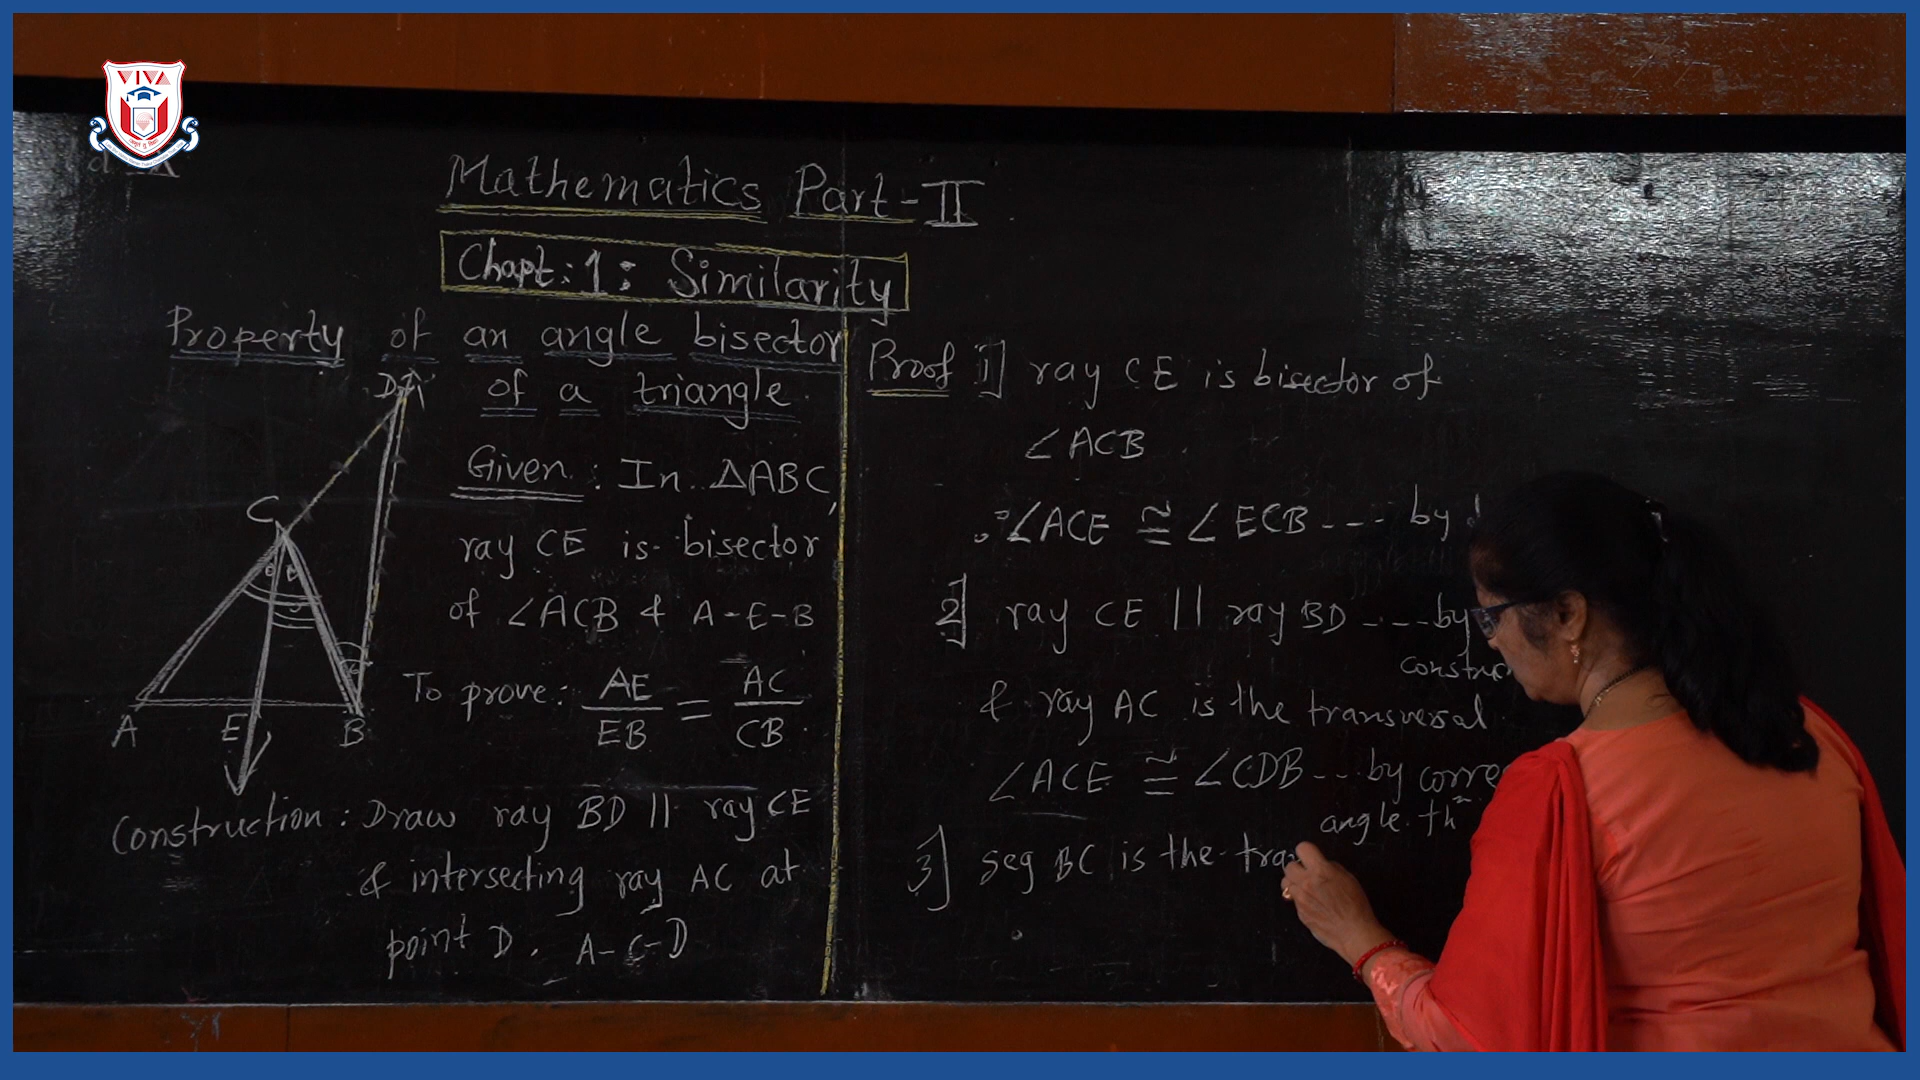 VIVA
Mathematics Part-II
Chapt: 1: Similarity
Property of an angle bisector
of a triangle.
Given: In ΔABC,
ray CE is bisector
of ∠ACB & A-E-B
To prove: AE/EB = AC/CB.
D
C
A E B
Construction: Draw ray BD || ray CE
& intersecting ray AC at
point D. A-C-D
Proof 1] ray CE is bisector of
∠ACB.
∴ ∠ACE ≅ ∠ECB --- by
2] ray CE || ray BD ---by
& ray AC is the transversal.
∠ACE ≅ ∠CDB --by
angle th
3] seg BC is the